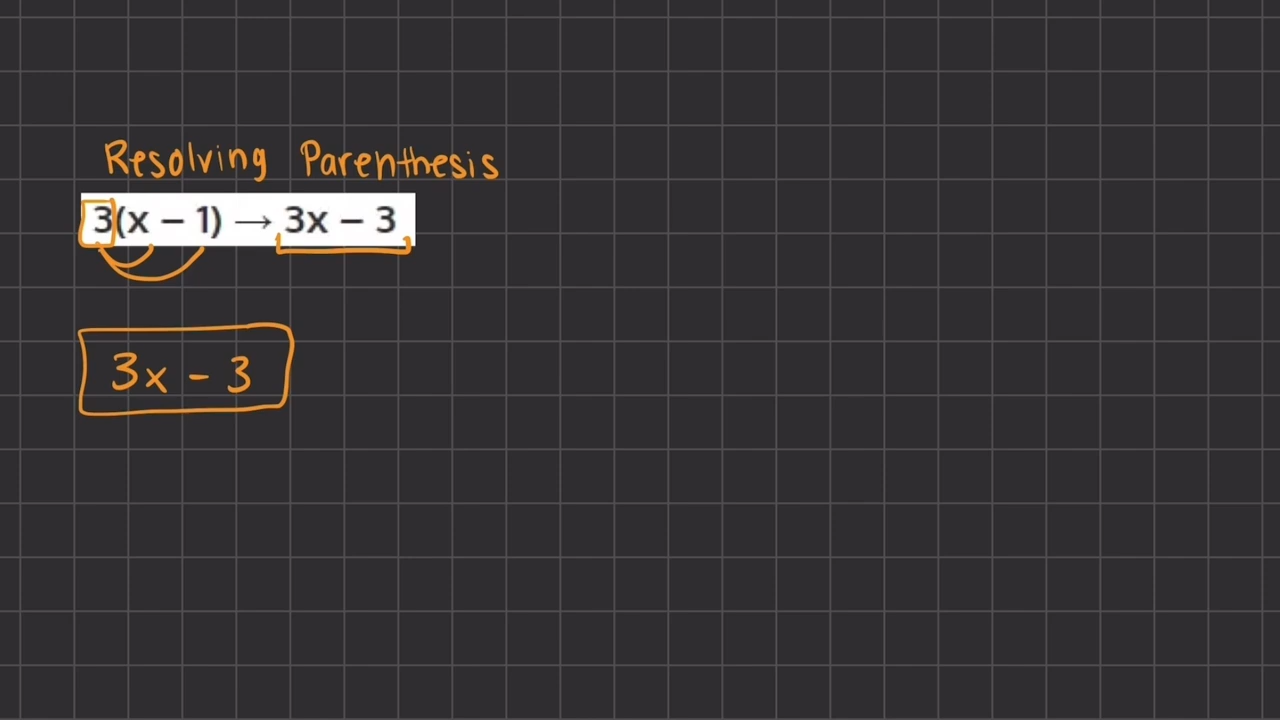 Resolving Parenthesis
3(x – 1) → 3x – 3
3x - 3